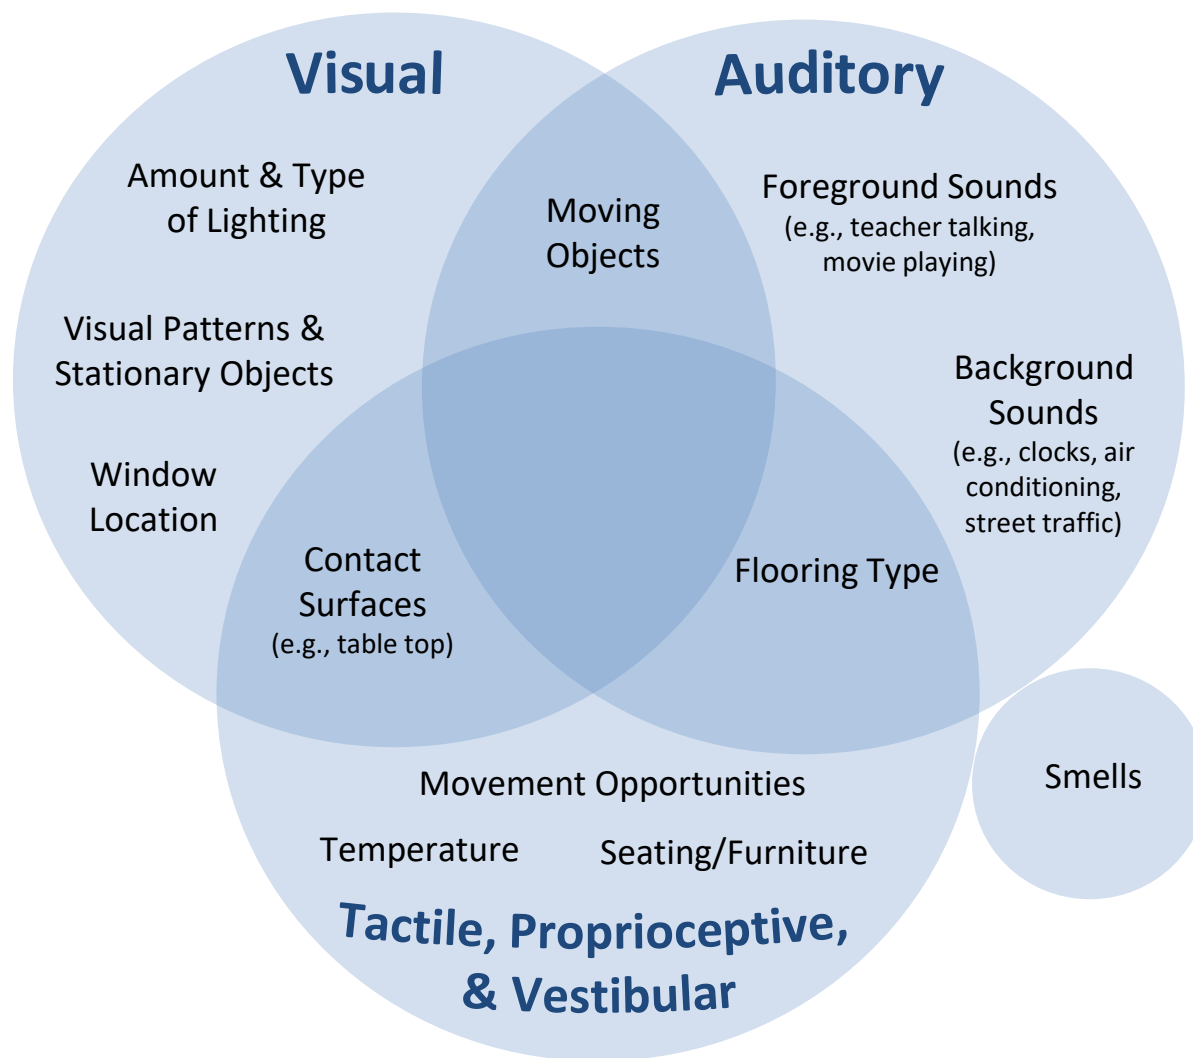 Visual
Auditory
Amount & Type
of Lighting
Moving
Objects
Foreground Sounds
(e.g., teacher talking,
movie playing)
Visual Patterns &
Stationary Objects
Background
Sounds
(e.g., clocks, air
conditioning,
street traffic)
Window
Location
Contact
Surfaces
(e.g., table top)
Flooring Type
Movement Opportunities
Temperature
Seating/Furniture
Smells
Tactile, Proprioceptive,
& Vestibular